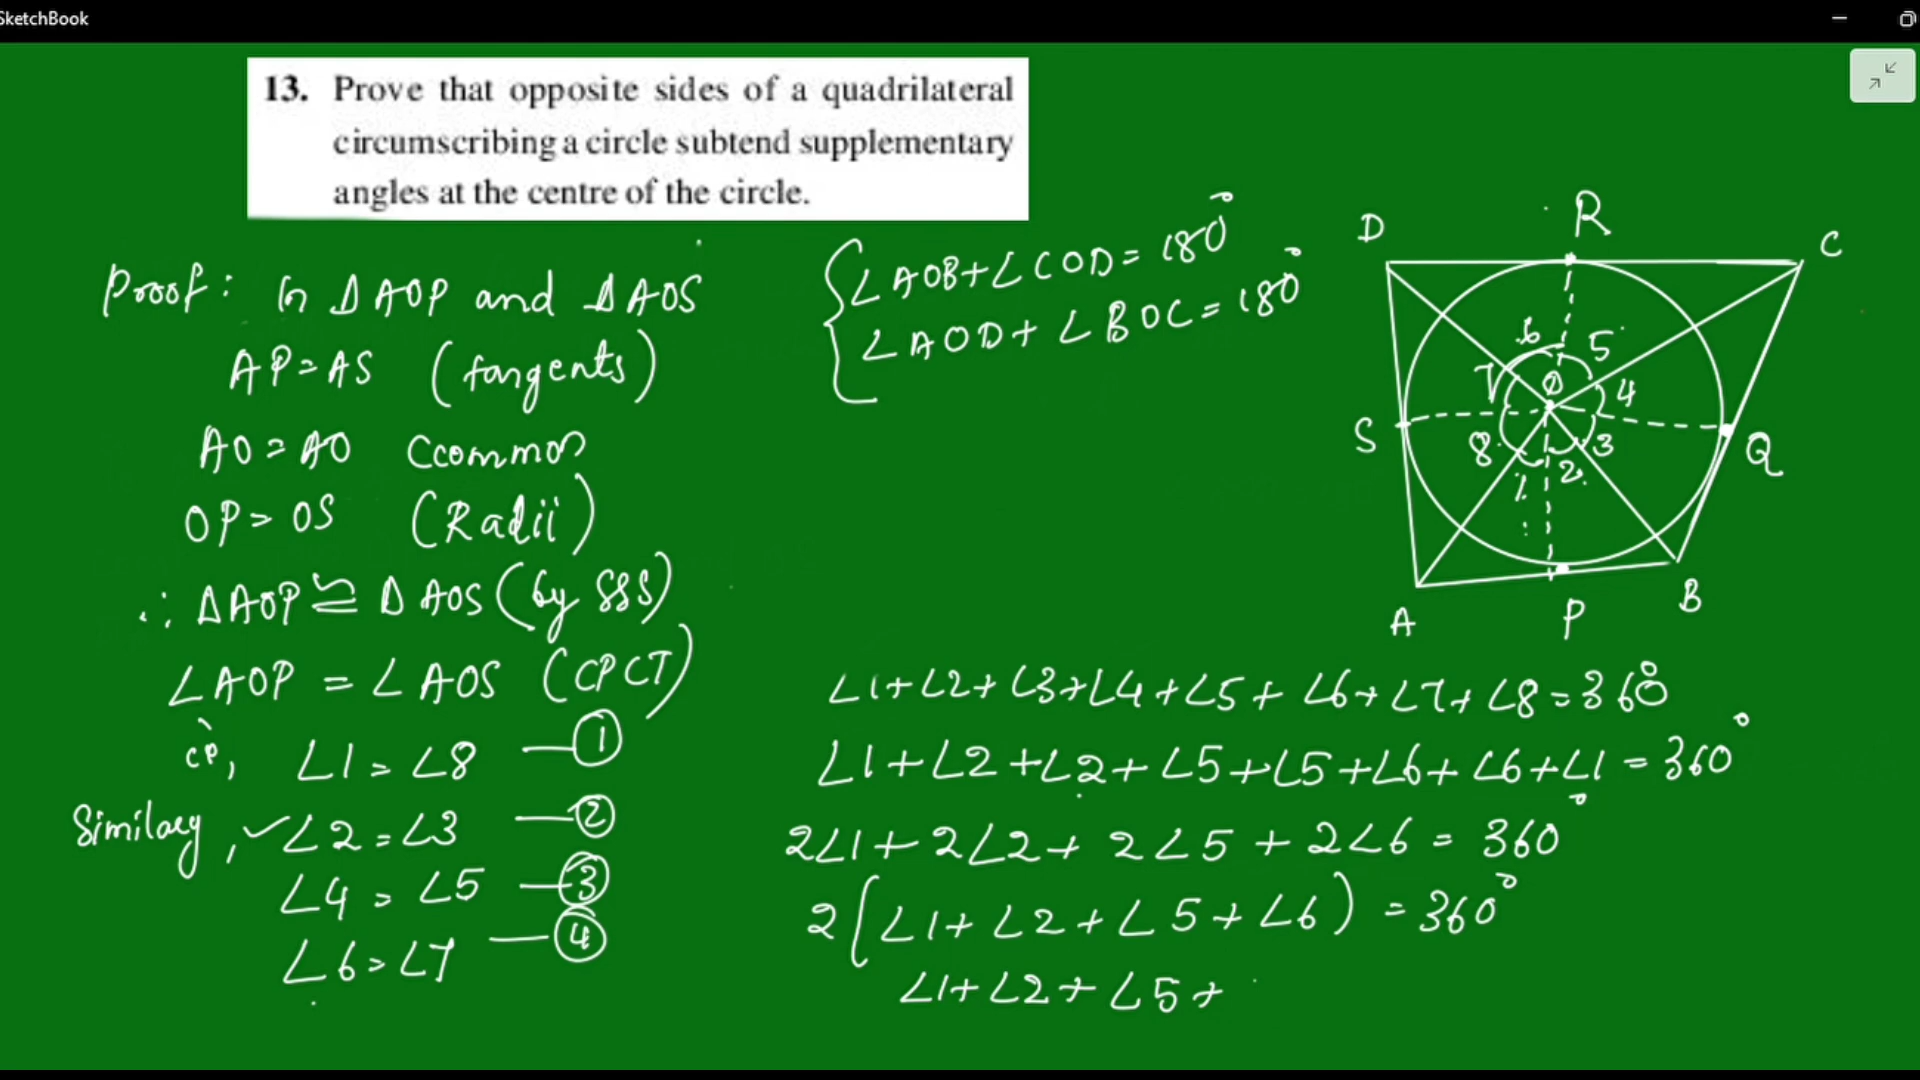 SketchBook
13. Prove that opposite sides of a quadrilateral
circumscribing a circle subtend supplementary
angles at the centre of the circle.
∠AOB+∠COD=180°
∠AOD+∠BOC=180°
Proof: In ΔAOP and ΔAOS
AP=AS (tangents)
AO=AO (common
OP=OS (Radii)
∴ ΔAOP≅ΔAOS (by SSS)
∠AOP=∠AOS (CPCT)
∠1=∠8 —①
∠2=∠3 —②
∠4=∠5 —③
∠6=∠7 —④
D R C
6 5
7 O 4
S 8 3 Q
1 2
A P B
∠1+∠2+∠3+∠4+∠5+∠6+∠7+∠8=360°
∠1+∠2+∠2+∠5+∠5+∠6+∠6+∠1=360°
2∠1+2∠2+2∠5+2∠6=360°
2(∠1+∠2+∠5+∠6)=360°
∠1+∠2+∠5+